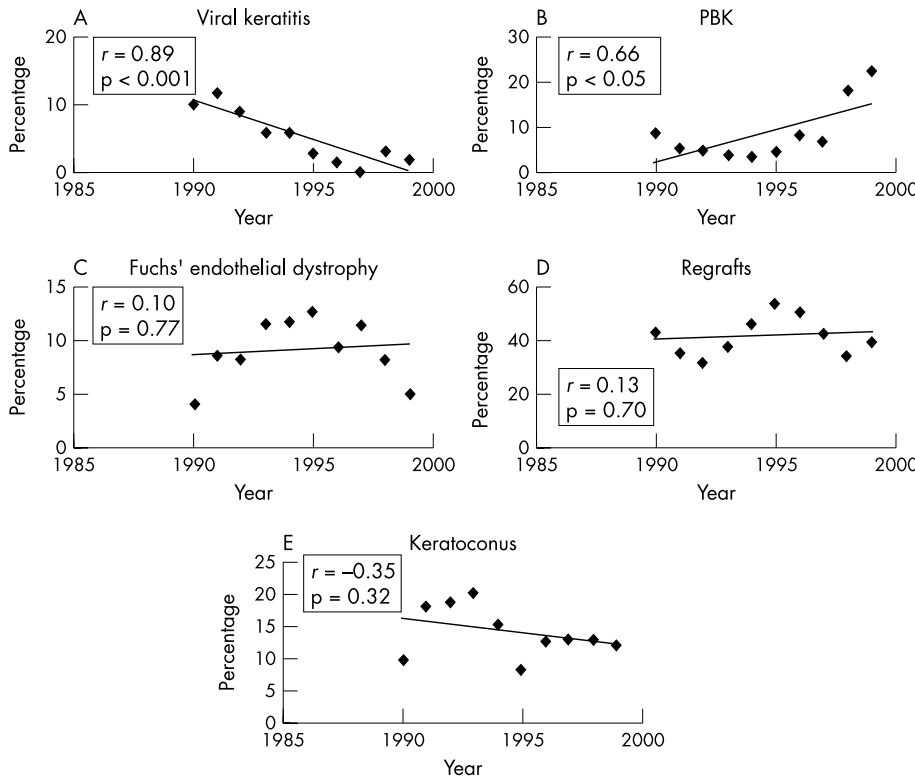 A Viral keratitis
20
10
0
Percentage
r = 0.89
p < 0.001
1985 1990 1995 2000
Year
B PBK
30
20
10
0
Percentage
r = 0.66
p < 0.05
1985 1990 1995 2000
Year
C Fuchs' endothelial dystrophy
15
10
5
0
Percentage
r = 0.10
p = 0.77
1985 1990 1995 2000
Year
D Regrafts
60
40
20
0
Percentage
r = 0.13
p = 0.70
1985 1990 1995 2000
Year
E Keratoconus
25
20
15
10
5
0
Percentage
r = –0.35
p = 0.32
1985 1990 1995 2000
Year